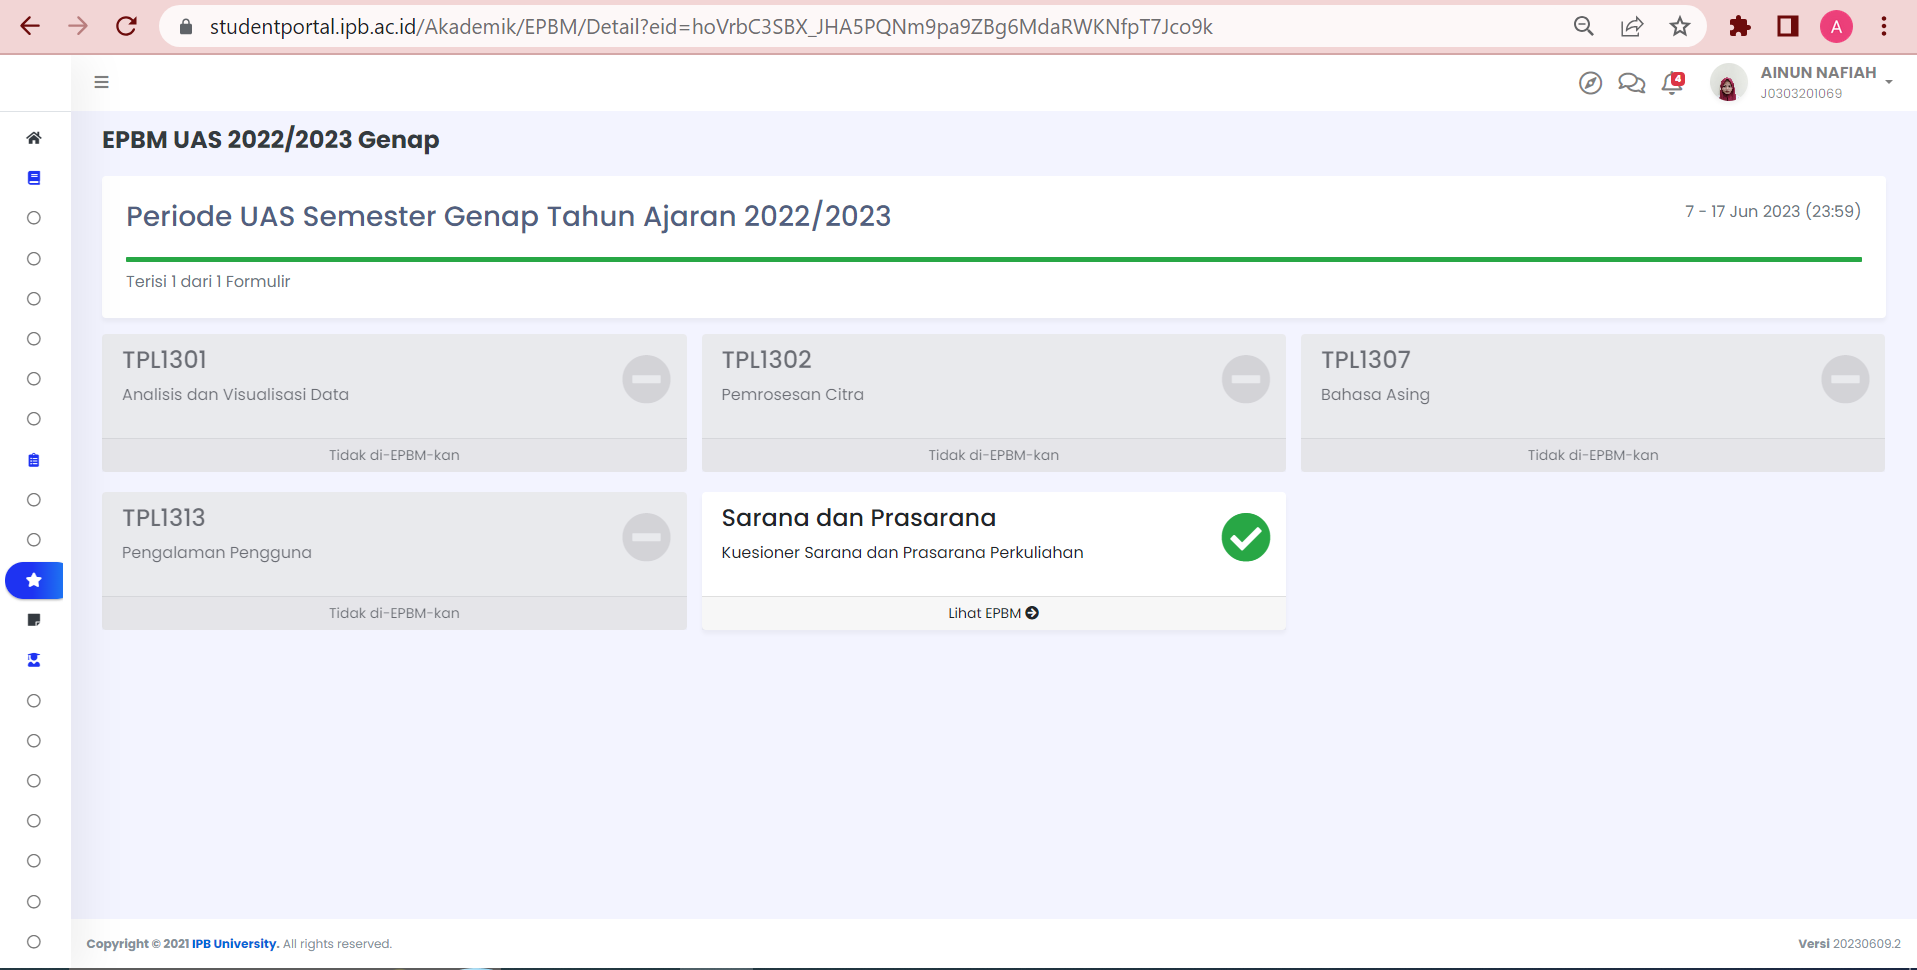 studentportal.ipb.ac.id/Akademik/EPBM/Detail?eid=hoVrbC3SBX_JHA5PQNm9pa9ZBg6MdaRWKNfpT7Jco9k
A
4
AINUN NAFIAH
J0303201069
EPBM UAS 2022/2023 Genap
Periode UAS Semester Genap Tahun Ajaran 2022/2023
7 - 17 Jun 2023 (23:59)
Terisi 1 dari 1 Formulir
TPL1301
Analisis dan Visualisasi Data
Tidak di-EPBM-kan
TPL1302
Pemrosesan Citra
Tidak di-EPBM-kan
TPL1307
Bahasa Asing
Tidak di-EPBM-kan
TPL1313
Pengalaman Pengguna
Tidak di-EPBM-kan
Sarana dan Prasarana
Kuesioner Sarana dan Prasarana Perkuliahan
Lihat EPBM
Copyright © 2021 IPB University. All rights reserved.
Versi 20230609.2